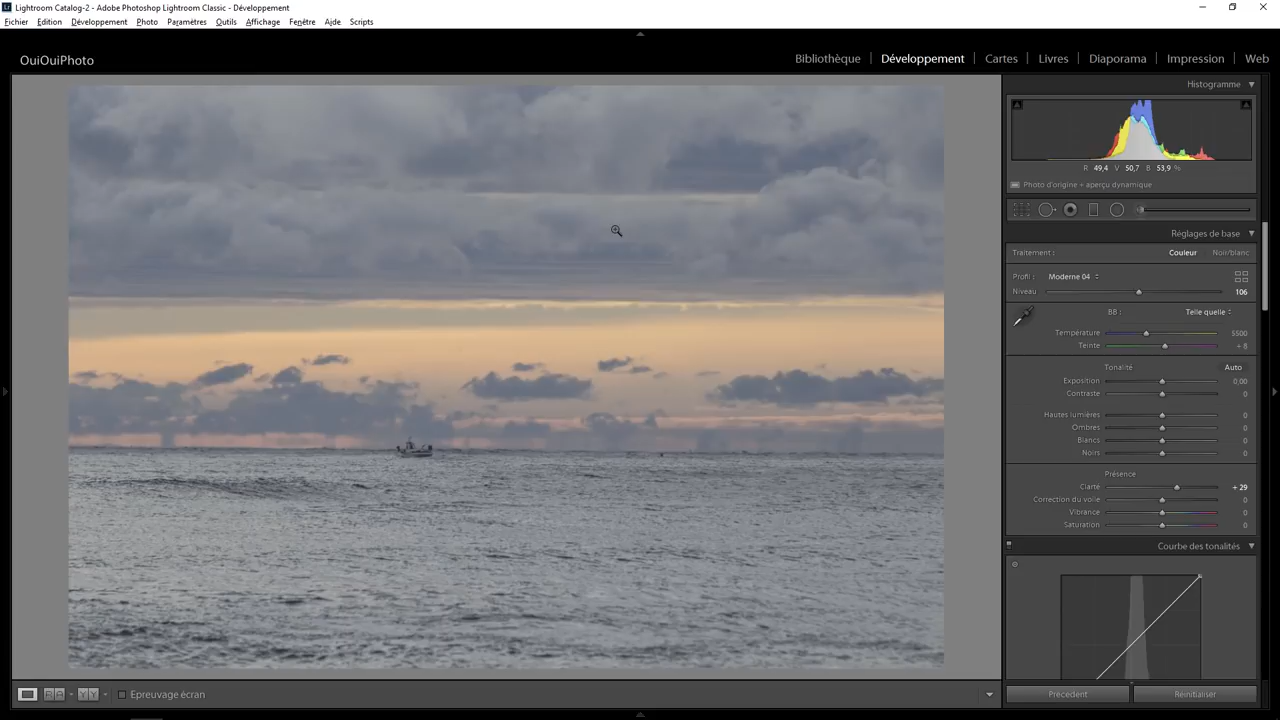 Lightroom Catalog-2 - Adobe Photoshop Lightroom Classic - Développement
Fichier Edition Développement Photo Paramètres Outils Affichage Fenêtre Aide Scripts
OuiOuiPhoto
Bibliothèque | Développement | Cartes | Livres | Diaporama | Impression | Web
Histogramme
R 49,4 V 50,7 B 53,9 %
Photo d'origine + aperçu dynamique
Réglages de base
Traitement : Couleur Noir/blanc
Profil : Moderne 04
Niveau 106
BB : Telle quelle
Température 5500
Teinte + 8
Tonalité Auto
Exposition 0,00
Contraste 0
Hautes lumières 0
Ombres 0
Blancs 0
Noirs 0
Présence
Clarté + 29
Correction du voile 0
Vibrance 0
Saturation 0
Courbe des tonalités
Epreuvage écran
Précédent Réinitialiser